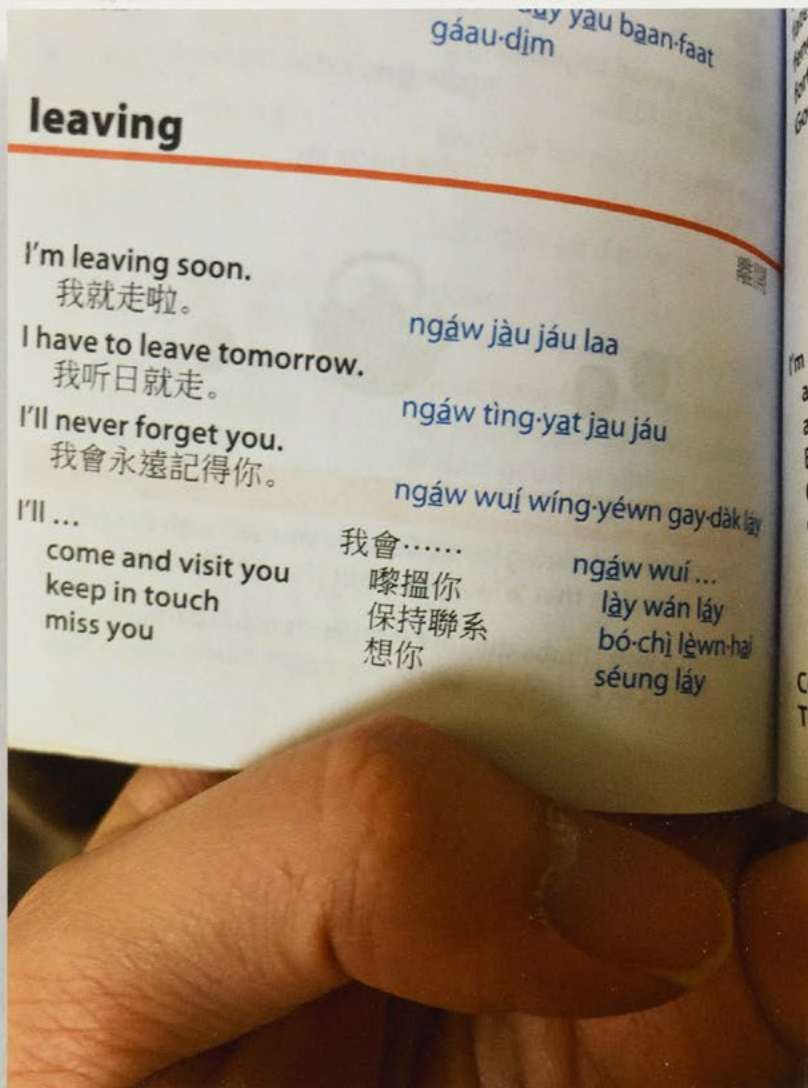 yau baan·faat
gáau·dim
leaving
I'm leaving soon.
我就走啦。
ngáw jàu jáu laa
I have to leave tomorrow.
我听日就走。
ngáw tìng·yat jau jáu
I'll never forget you.
我會永遠記得你。
ngáw wuí wíng·yéwn gay·dàk láy
I'll ... 我會…… ngáw wuí ...
come and visit you 嚟搵你 lày wán láy
keep in touch 保持聯系 bó·chì lèwn·hai
miss you 想你 séung láy